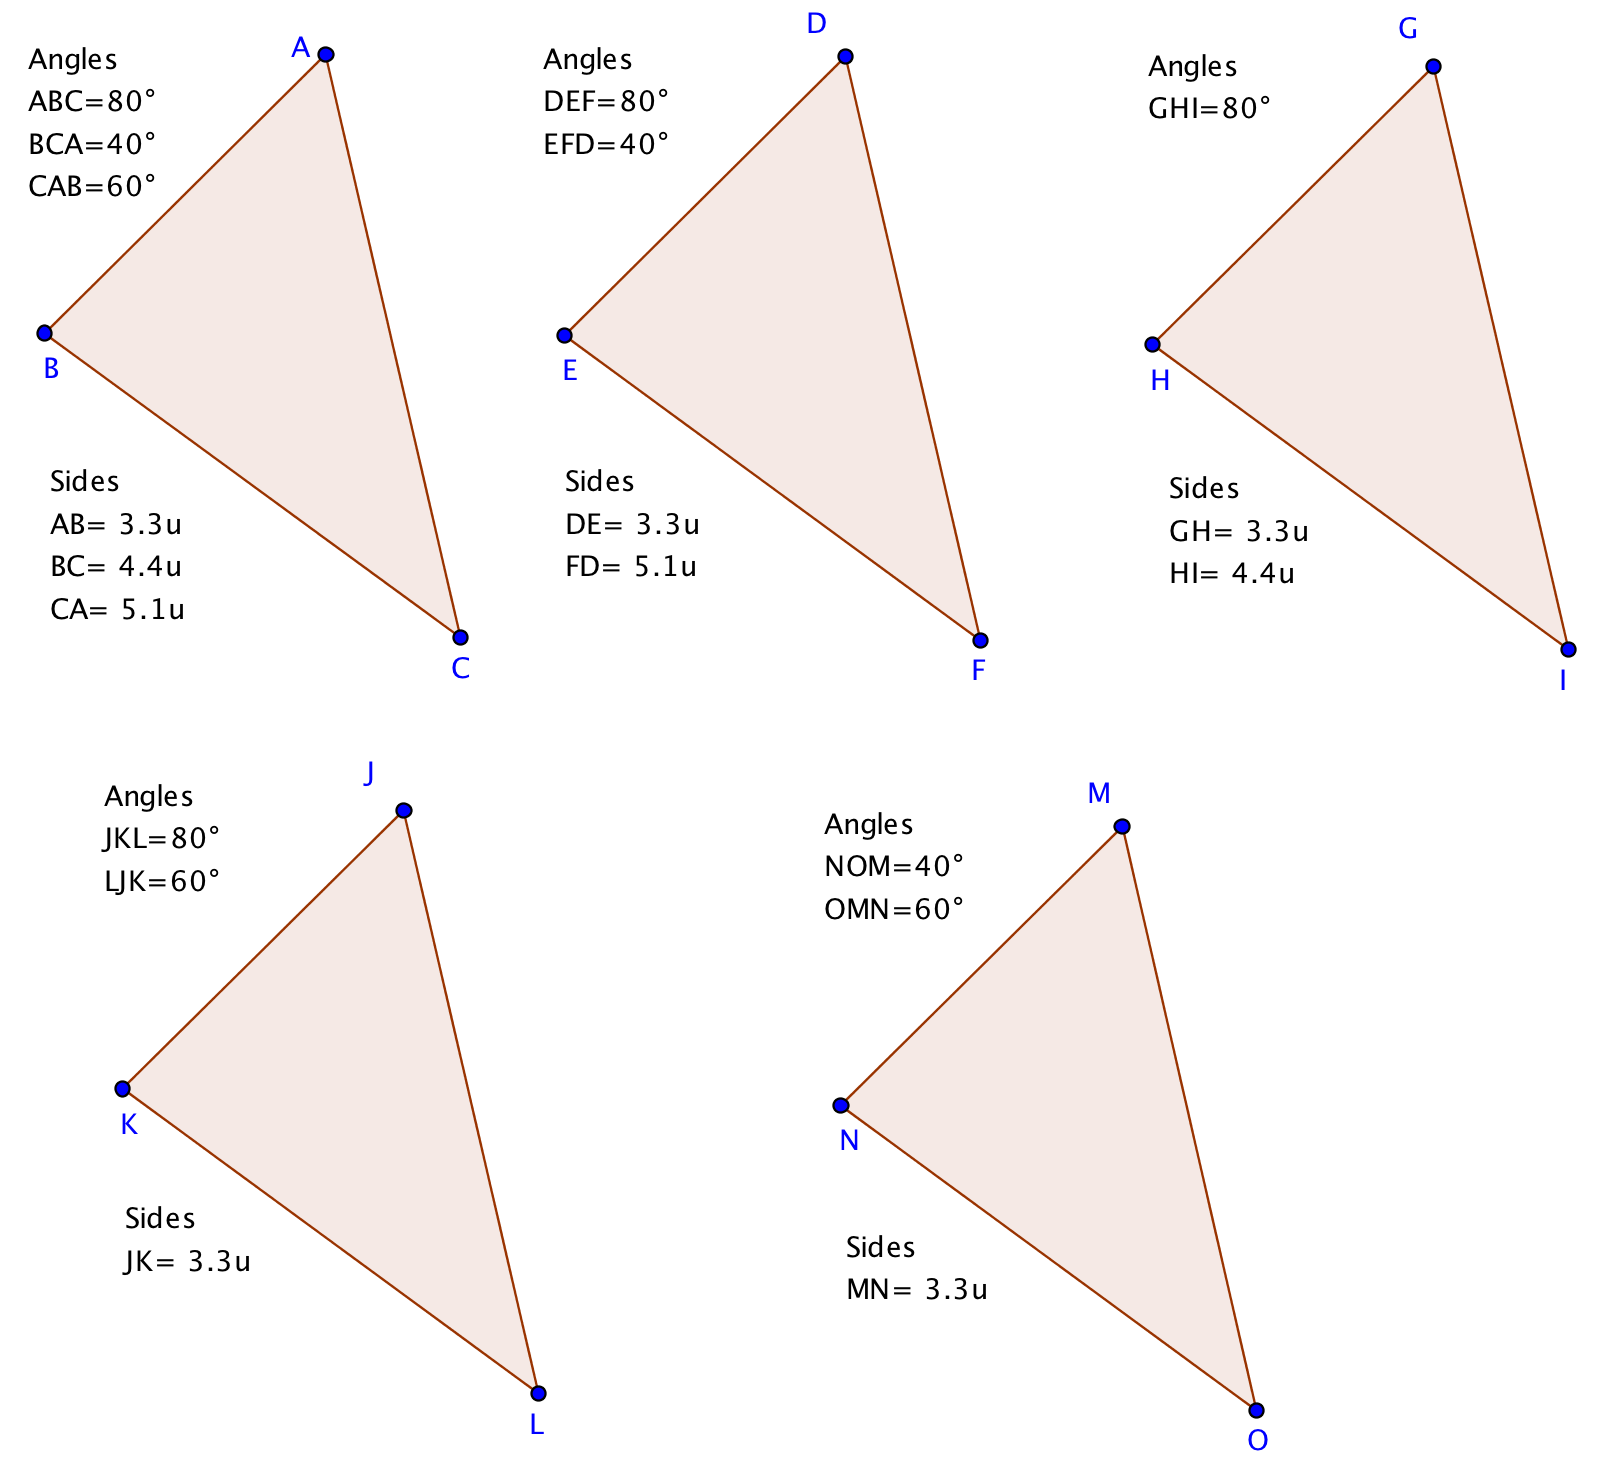 A
Angles
ABC=80°
BCA=40°
CAB=60°
B
Sides
AB= 3.3u
BC= 4.4u
CA= 5.1u
C
D
Angles
DEF=80°
EFD=40°
E
Sides
DE= 3.3u
FD= 5.1u
F
G
Angles
GHI=80°
H
Sides
GH= 3.3u
HI= 4.4u
I
J
Angles
JKL=80°
LJK=60°
K
Sides
JK= 3.3u
L
M
Angles
NOM=40°
OMN=60°
N
Sides
MN= 3.3u
O